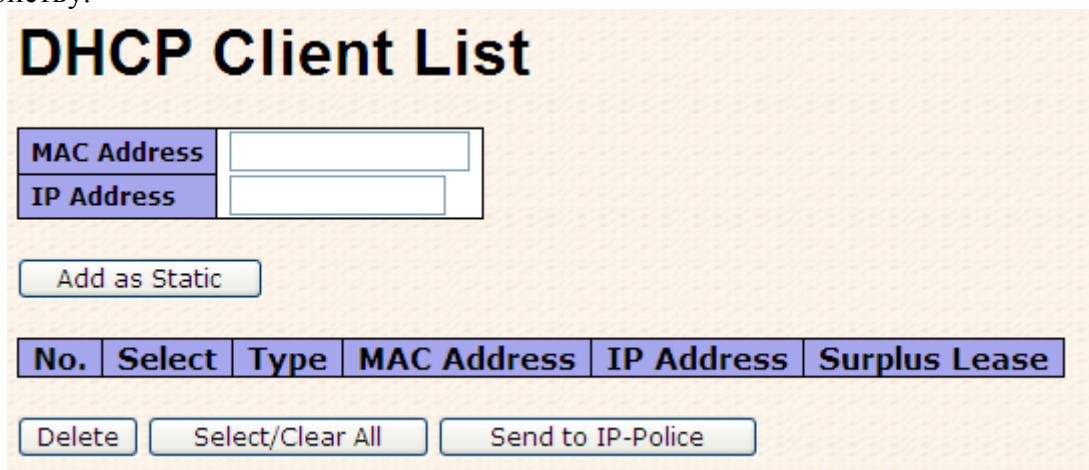 DHCP Client List
MAC Address
IP Address
Add as Static
No. Select Type MAC Address IP Address Surplus Lease
Delete Select/Clear All Send to IP-Police